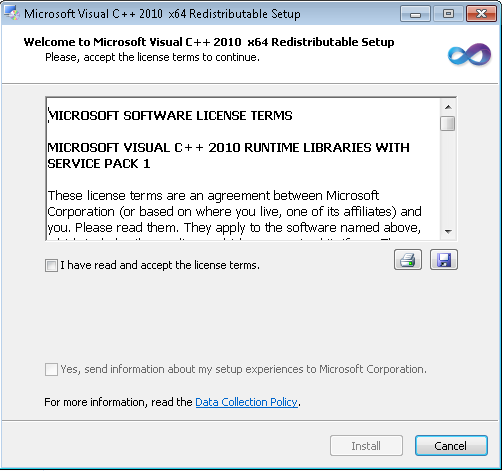 Microsoft Visual C++ 2010  x64 Redistributable Setup
Welcome to Microsoft Visual C++ 2010  x64 Redistributable Setup
Please, accept the license terms to continue.
MICROSOFT SOFTWARE LICENSE TERMS
MICROSOFT VISUAL C++ 2010 RUNTIME LIBRARIES WITH
SERVICE PACK 1
These license terms are an agreement between Microsoft
Corporation (or based on where you live, one of its affiliates) and
you. Please read them. They apply to the software named above,
I have read and accept the license terms.
Yes, send information about my setup experiences to Microsoft Corporation.
For more information, read the Data Collection Policy.
Install
Cancel